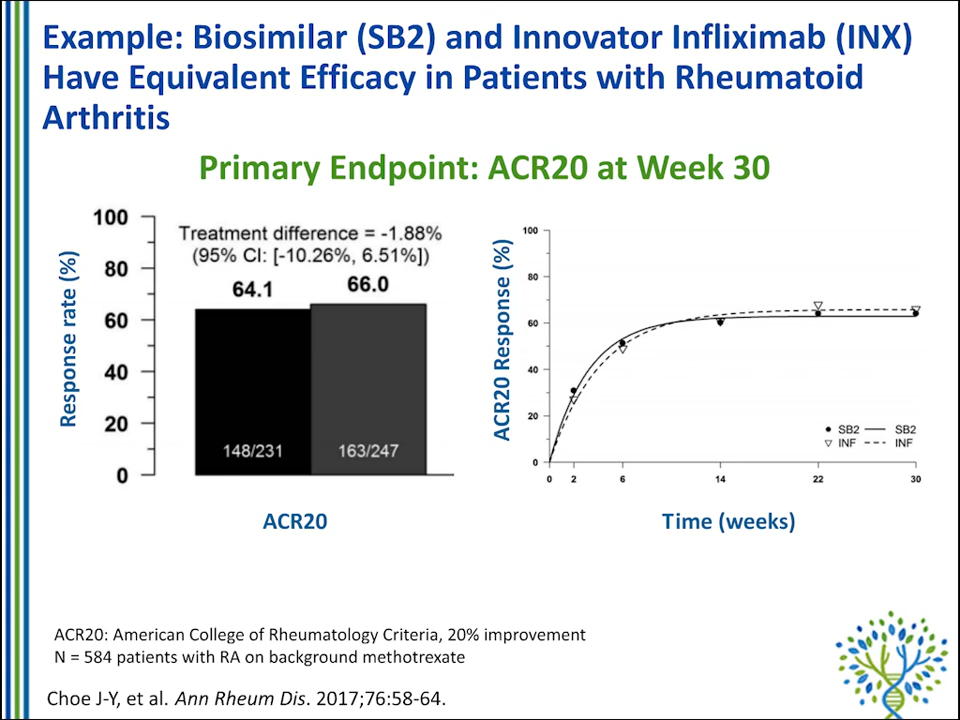 Example: Biosimilar (SB2) and Innovator Infliximab (INX)
Have Equivalent Efficacy in Patients with Rheumatoid
Arthritis
Primary Endpoint: ACR20 at Week 30
Response rate (%)
100
80
60
40
20
0
Treatment difference = -1.88%
(95% CI: [-10.26%, 6.51%])
64.1
66.0
148/231
163/247
ACR20
ACR20 Response (%)
100
80
60
40
20
0
SB2 SB2
INF INF
0 2 6 14 22 30
Time (weeks)
ACR20: American College of Rheumatology Criteria, 20% improvement
N = 584 patients with RA on background methotrexate
Choe J-Y, et al. Ann Rheum Dis. 2017;76:58-64.